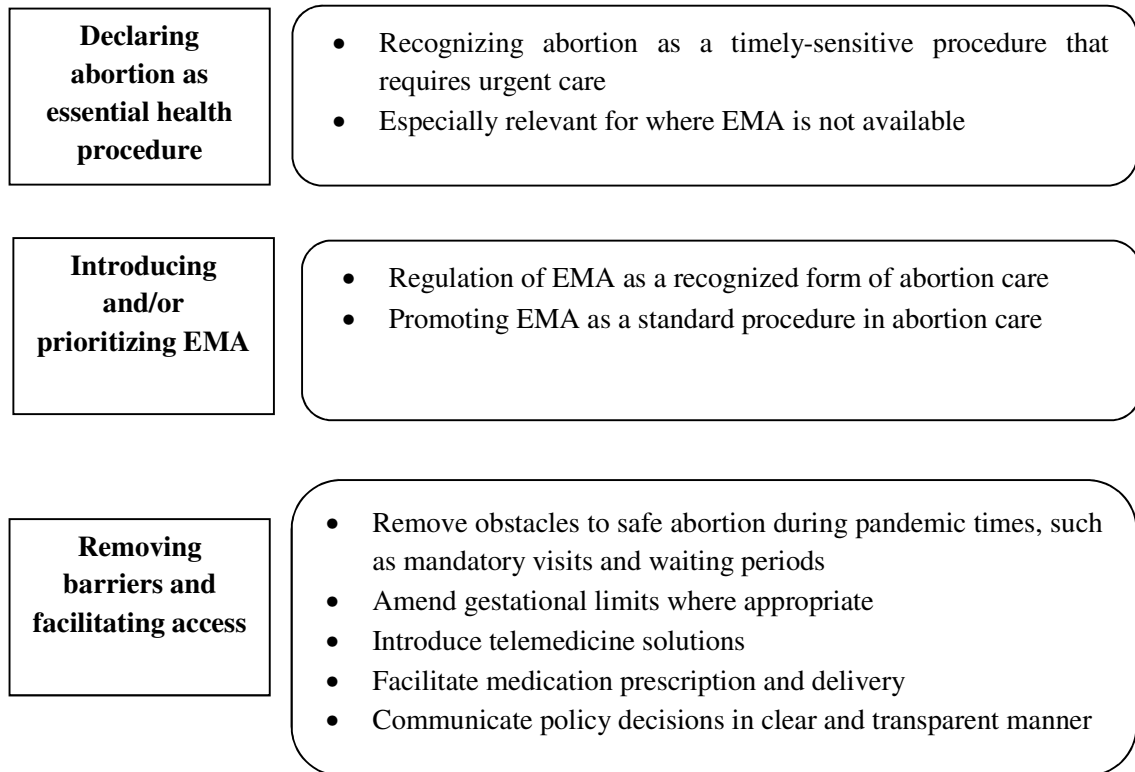 Declaring
abortion as
essential health
procedure
• Recognizing abortion as a timely-sensitive procedure that
requires urgent care
• Especially relevant for where EMA is not available
Introducing
and/or
prioritizing EMA
• Regulation of EMA as a recognized form of abortion care
• Promoting EMA as a standard procedure in abortion care
Removing
barriers and
facilitating access
• Remove obstacles to safe abortion during pandemic times, such
as mandatory visits and waiting periods
• Amend gestational limits where appropriate
• Introduce telemedicine solutions
• Facilitate medication prescription and delivery
• Communicate policy decisions in clear and transparent manner